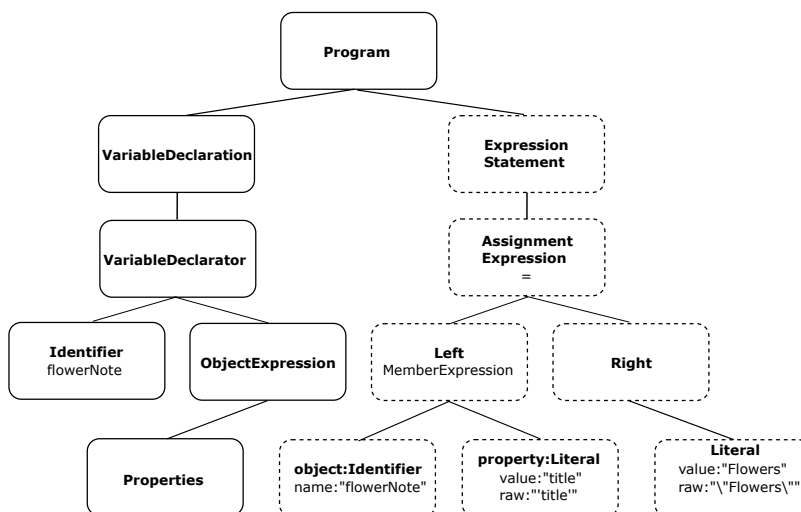 Program
VariableDeclaration
Expression
Statement
VariableDeclarator
Assignment
Expression
=
Identifier
flowerNote
ObjectExpression
Left
MemberExpression
Right
Properties
object:Identifier
name:"flowerNote"
property:Literal
value:"title"
raw:"'title'"
Literal
value:"Flowers"
raw:"\"Flowers\""